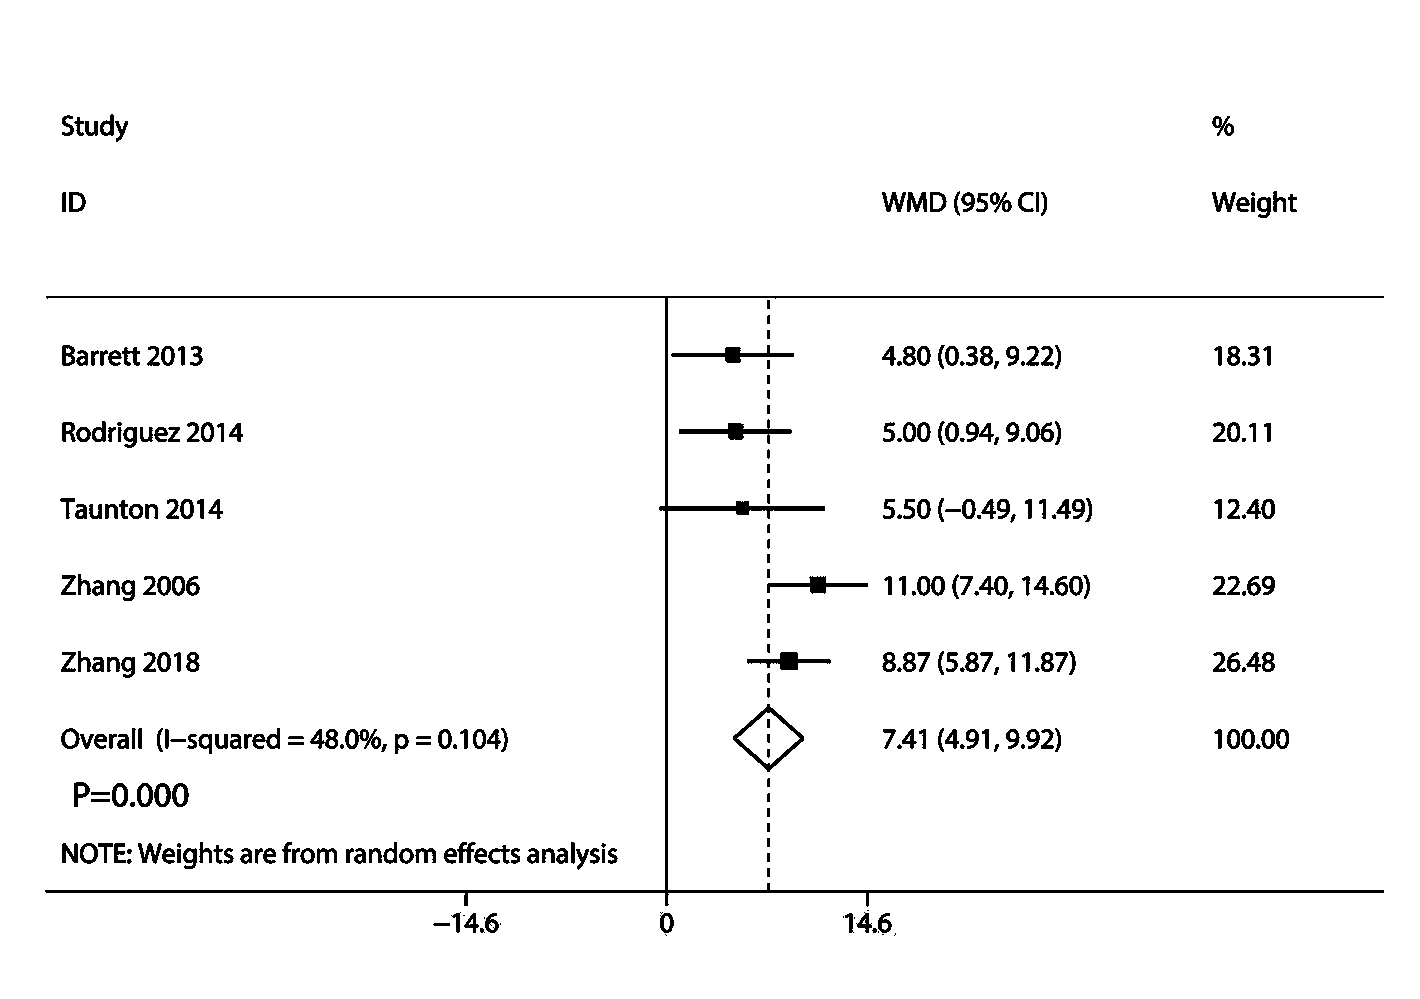 Study %
ID WMD (95% CI) Weight
Barrett 2013 4.80 (0.38, 9.22) 18.31
Rodriguez 2014 5.00 (0.94, 9.06) 20.11
Taunton 2014 5.50 (−0.49, 11.49) 12.40
Zhang 2006 11.00 (7.40, 14.60) 22.69
Zhang 2018 8.87 (5.87, 11.87) 26.48
Overall (I−squared = 48.0%, p = 0.104) 7.41 (4.91, 9.92) 100.00
P=0.000
NOTE: Weights are from random effects analysis
−14.6 0 14.6